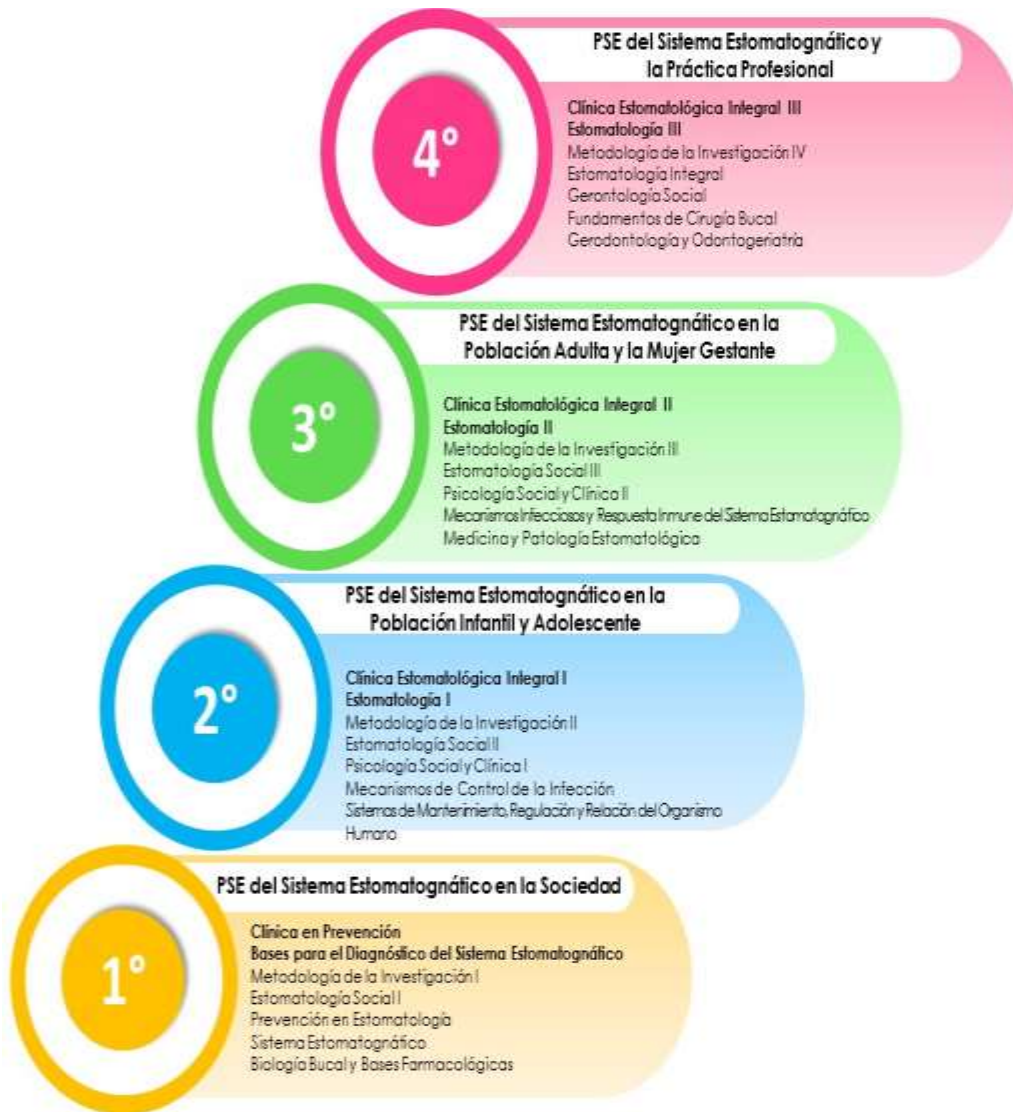 4°
PSE del Sistema Estomatognático y
la Práctica Profesional
Clínica Estomatológica Integral III
Estomatología III
Metodología de la Investigación IV
Estomatología Integral
Gerontología Social
Fundamentos de Cirugía Bucal
Gerodontología y Odontogeriatría
3°
PSE del Sistema Estomatognático en la
Población Adulta y la Mujer Gestante
Clínica Estomatológica Integral II
Estomatología II
Metodología de la Investigación III
Estomatología Social III
Psicología Social y Clínica II
Mecanismos Infecciosos y Respuesta Inmune del Sistema Estomatognático
Medicina y Patología Estomatológica
2°
PSE del Sistema Estomatognático en la
Población Infantil y Adolescente
Clínica Estomatológica Integral I
Estomatología I
Metodología de la Investigación II
Estomatología Social II
Psicología Social y Clínica I
Mecanismos de Control de la Infección
Sistemas de Mantenimiento, Regulación y Relación del Organismo
Humano
1°
PSE del Sistema Estomatognático en la Sociedad
Clínica en Prevención
Bases para el Diagnóstico del Sistema Estomatognático
Metodología de la Investigación I
Estomatología Social I
Prevención en Estomatología
Sistema Estomatognático
Biología Bucal y Bases Farmacológicas